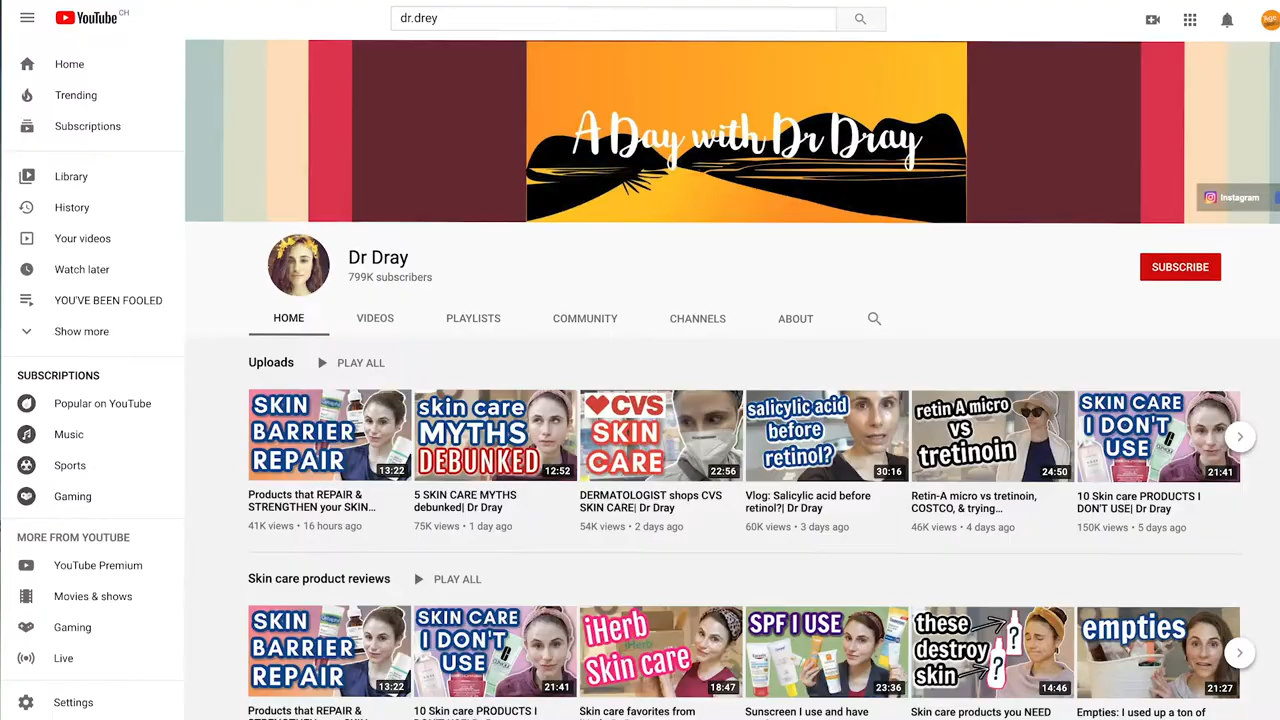 YouTube CH
dr.drey
Home
Trending
Subscriptions
Library
History
Your videos
Watch later
YOU'VE BEEN FOOLED
Show more
SUBSCRIPTIONS
Popular on YouTube
Music
Sports
Gaming
MORE FROM YOUTUBE
YouTube Premium
Movies & shows
Gaming
Live
Settings
A Day with Dr Dray
Instagram
Dr Dray
799K subscribers
SUBSCRIBE
HOME VIDEOS PLAYLISTS COMMUNITY CHANNELS ABOUT
Uploads PLAY ALL
SKIN
BARRIER
REPAIR
13:22
Products that REPAIR &
STRENGTHEN your SKIN...
41K views • 16 hours ago
skin care
MYTHS
DEBUNKED
12:52
5 SKIN CARE MYTHS
debunked| Dr Dray
75K views • 1 day ago
CVS
SKIN
CARE
22:56
DERMATOLOGIST shops CVS
SKIN CARE| Dr Dray
54K views • 2 days ago
salicylic acid
before
retinol?
30:16
Vlog: Salicylic acid before
retinol?| Dr Dray
60K views • 3 days ago
retin A micro
vs
tretinoin
24:50
Retin-A micro vs tretinoin,
COSTCO, & trying...
46K views • 4 days ago
SKIN CARE
I DON'T
USE
21:41
10 Skin care PRODUCTS I
DON'T USE| Dr Dray
150K views • 5 days ago
Skin care product reviews PLAY ALL
SKIN
BARRIER
REPAIR
13:22
Products that REPAIR &
SKIN CARE
I DON'T
USE
21:41
10 Skin care PRODUCTS I
iHerb
iHerb
Skin care
18:47
Skin care favorites from
SPF I USE
23:36
Sunscreen I use and have
these
destroy
skin
?
?
14:46
Skin care products you NEED
empties
21:27
Empties: I used up a ton of